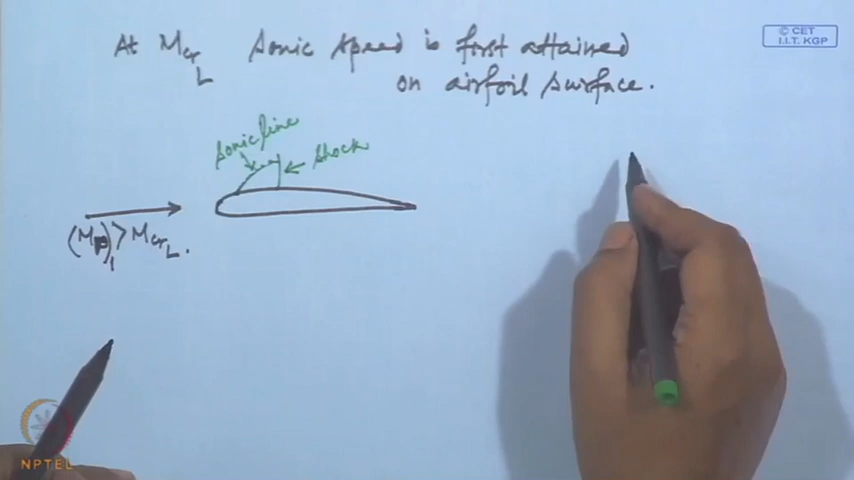 At Mcr_L Sonic speed is first attained
on airfoil surface.
© CET
I.I.T. KGP
Sonic line
Shock
(M∞)₁ > Mcr_L.
NPTEL